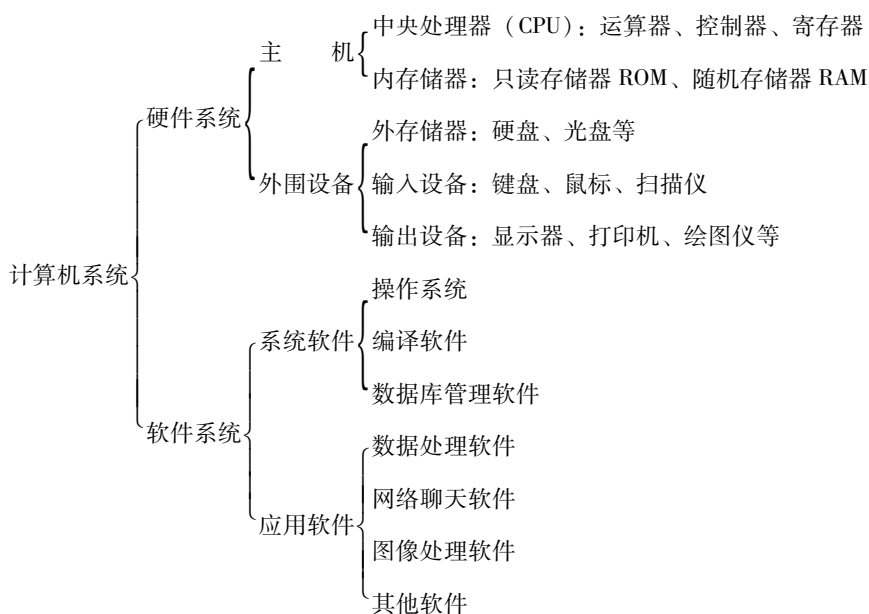 中央处理器（CPU）：运算器、控制器、寄存器
主 机
内存储器：只读存储器 ROM、随机存储器 RAM
硬件系统
外存储器：硬盘、光盘等
外围设备
输入设备：键盘、鼠标、扫描仪
输出设备：显示器、打印机、绘图仪等
计算机系统
操作系统
系统软件
编译软件
数据库管理软件
软件系统
数据处理软件
网络聊天软件
应用软件
图像处理软件
其他软件